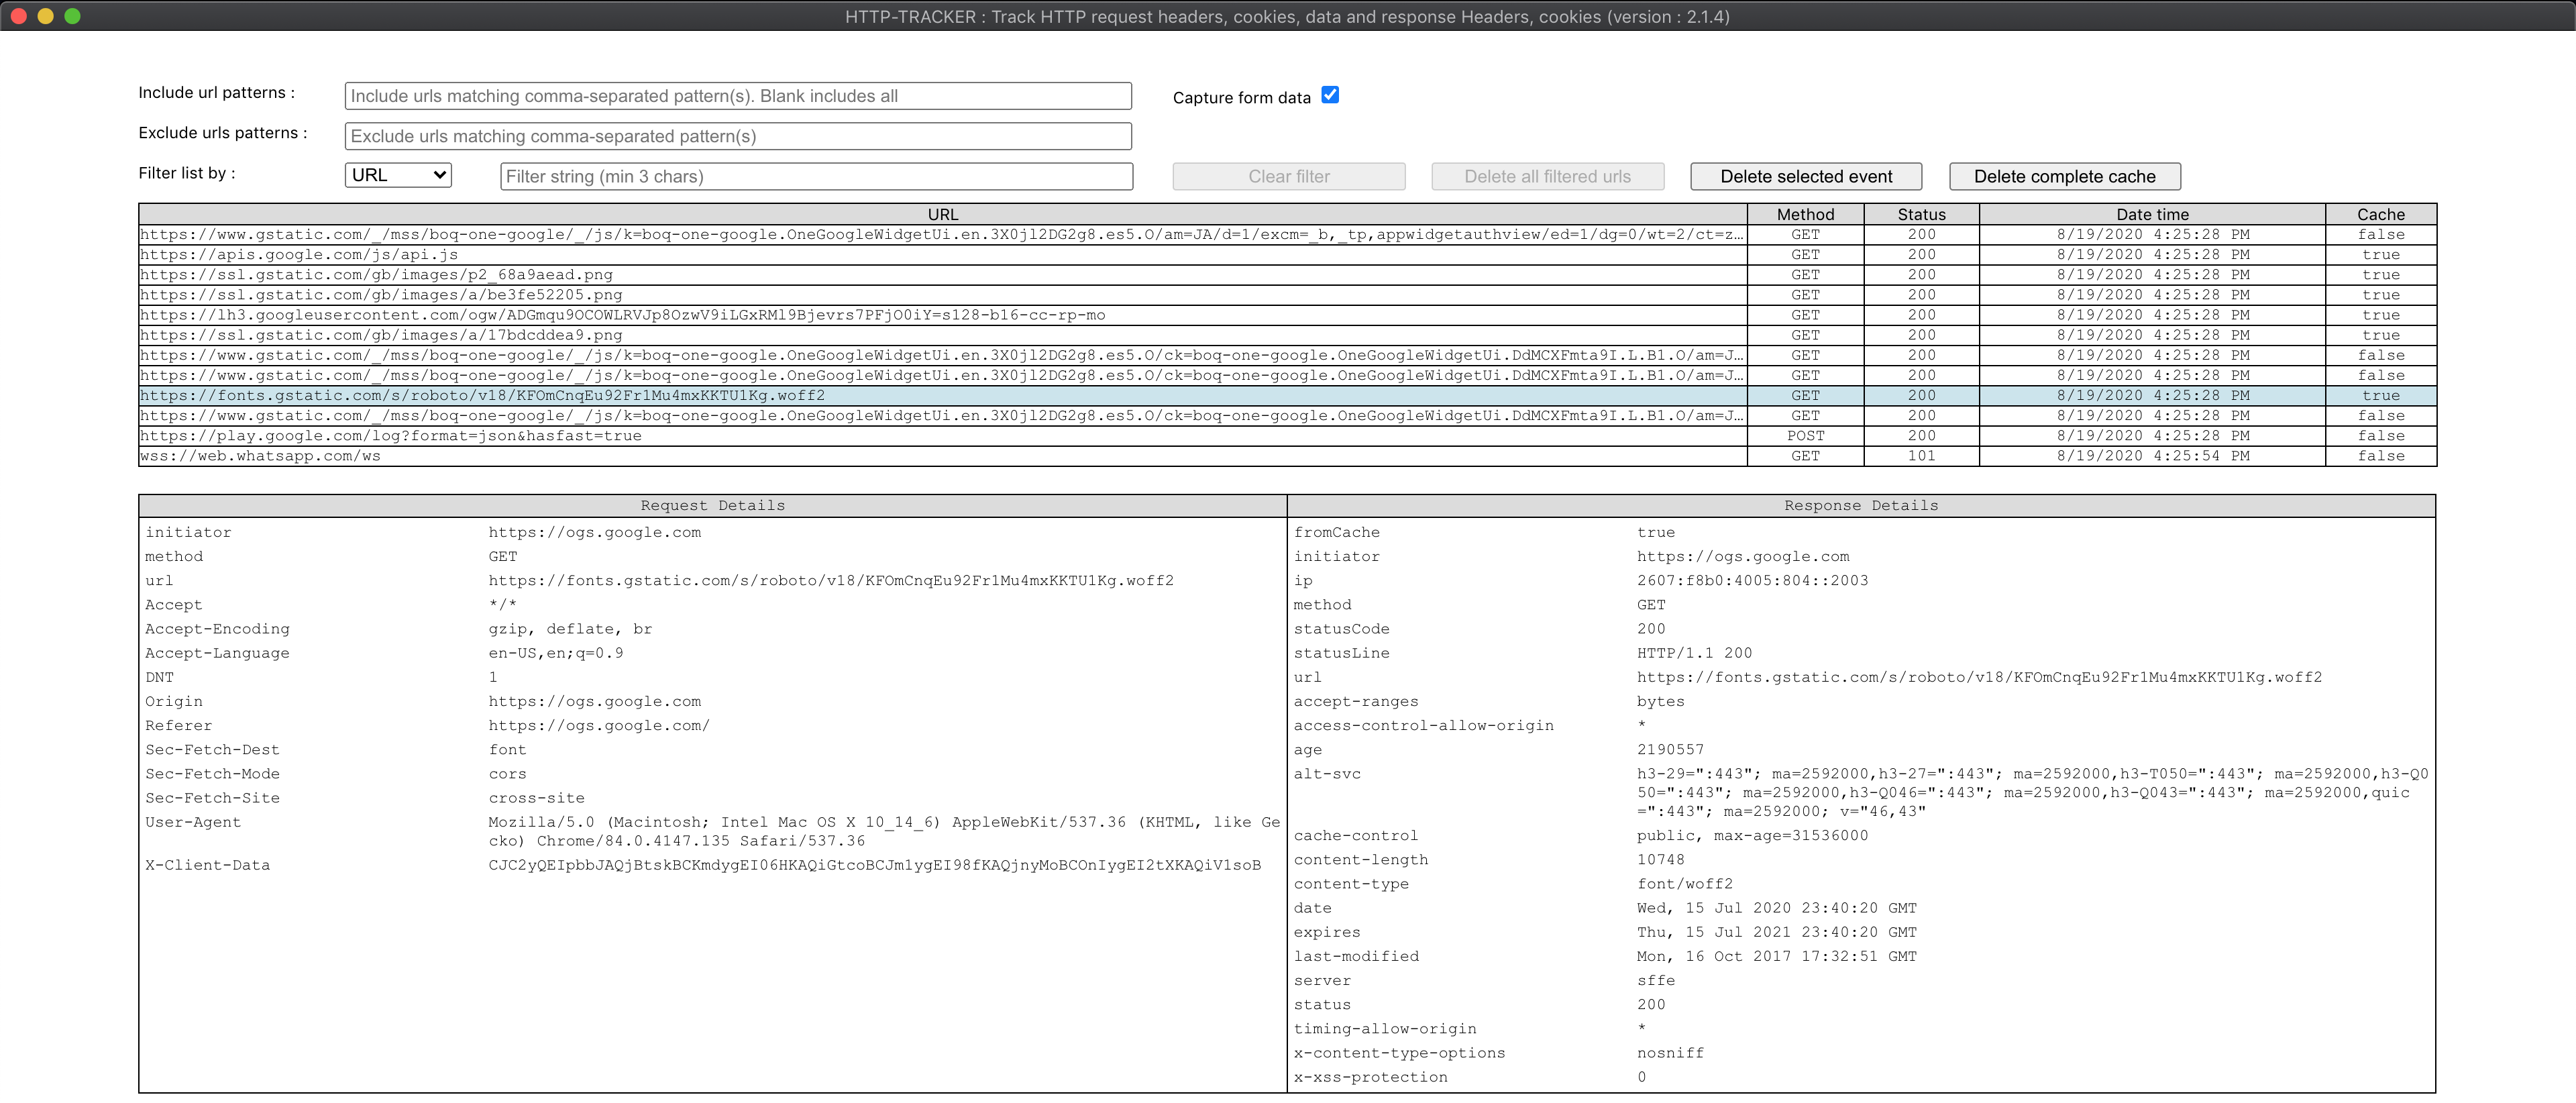 HTTP-TRACKER : Track HTTP request headers, cookies, data and response Headers, cookies (version : 2.1.4)
Include url patterns : Include urls matching comma-separated pattern(s). Blank includes all Capture form data
Exclude urls patterns : Exclude urls matching comma-separated pattern(s)
Filter list by : URL Filter string (min 3 chars) Clear filter Delete all filtered urls Delete selected event Delete complete cache
URL Method Status Date time Cache
https://www.gstatic.com/_/mss/boq-one-google/_/js/k=boq-one-google.OneGoogleWidgetUi.en.3X0jl2DG2g8.es5.O/am=JA/d=1/excm=_b,_tp,appwidgetauthview/ed=1/dg=0/wt=2/ct=z… GET 200 8/19/2020 4:25:28 PM false
https://apis.google.com/js/api.js GET 200 8/19/2020 4:25:28 PM true
https://ssl.gstatic.com/gb/images/p2_68a9aead.png GET 200 8/19/2020 4:25:28 PM true
https://ssl.gstatic.com/gb/images/a/be3fe52205.png GET 200 8/19/2020 4:25:28 PM true
https://lh3.googleusercontent.com/ogw/ADGmqu9OCOWLRVJp8OzwV9iLGxRMl9Bjevrs7PFjO0iY=s128-b16-cc-rp-mo GET 200 8/19/2020 4:25:28 PM true
https://ssl.gstatic.com/gb/images/a/17bdcddea9.png GET 200 8/19/2020 4:25:28 PM true
https://www.gstatic.com/_/mss/boq-one-google/_/js/k=boq-one-google.OneGoogleWidgetUi.en.3X0jl2DG2g8.es5.O/ck=boq-one-google.OneGoogleWidgetUi.DdMCXFmta9I.L.B1.O/am=J… GET 200 8/19/2020 4:25:28 PM false
https://www.gstatic.com/_/mss/boq-one-google/_/js/k=boq-one-google.OneGoogleWidgetUi.en.3X0jl2DG2g8.es5.O/ck=boq-one-google.OneGoogleWidgetUi.DdMCXFmta9I.L.B1.O/am=J… GET 200 8/19/2020 4:25:28 PM false
https://fonts.gstatic.com/s/roboto/v18/KFOmCnqEu92Fr1Mu4mxKKTU1Kg.woff2 GET 200 8/19/2020 4:25:28 PM true
https://www.gstatic.com/_/mss/boq-one-google/_/js/k=boq-one-google.OneGoogleWidgetUi.en.3X0jl2DG2g8.es5.O/ck=boq-one-google.OneGoogleWidgetUi.DdMCXFmta9I.L.B1.O/am=J… GET 200 8/19/2020 4:25:28 PM false
https://play.google.com/log?format=json&hasfast=true POST 200 8/19/2020 4:25:28 PM false
wss://web.whatsapp.com/ws GET 101 8/19/2020 4:25:54 PM false
Request Details
initiator https://ogs.google.com
method GET
url https://fonts.gstatic.com/s/roboto/v18/KFOmCnqEu92Fr1Mu4mxKKTU1Kg.woff2
Accept */*
Accept-Encoding gzip, deflate, br
Accept-Language en-US,en;q=0.9
DNT 1
Origin https://ogs.google.com
Referer https://ogs.google.com/
Sec-Fetch-Dest font
Sec-Fetch-Mode cors
Sec-Fetch-Site cross-site
User-Agent Mozilla/5.0 (Macintosh; Intel Mac OS X 10_14_6) AppleWebKit/537.36 (KHTML, like Ge
cko) Chrome/84.0.4147.135 Safari/537.36
X-Client-Data CJC2yQEIpbbJAQjBtskBCKmdygEI06HKAQiGtcoBCJm1ygEI98fKAQjnyMoBCOnIygEI2tXKAQiV1soB
Response Details
fromCache true
initiator https://ogs.google.com
ip 2607:f8b0:4005:804::2003
method GET
statusCode 200
statusLine HTTP/1.1 200
url https://fonts.gstatic.com/s/roboto/v18/KFOmCnqEu92Fr1Mu4mxKKTU1Kg.woff2
accept-ranges bytes
access-control-allow-origin *
age 2190557
alt-svc h3-29=":443"; ma=2592000,h3-27=":443"; ma=2592000,h3-T050=":443"; ma=2592000,h3-Q0
50=":443"; ma=2592000,h3-Q046=":443"; ma=2592000,h3-Q043=":443"; ma=2592000,quic
=":443"; ma=2592000; v="46,43"
cache-control public, max-age=31536000
content-length 10748
content-type font/woff2
date Wed, 15 Jul 2020 23:40:20 GMT
expires Thu, 15 Jul 2021 23:40:20 GMT
last-modified Mon, 16 Oct 2017 17:32:51 GMT
server sffe
status 200
timing-allow-origin *
x-content-type-options nosniff
x-xss-protection 0